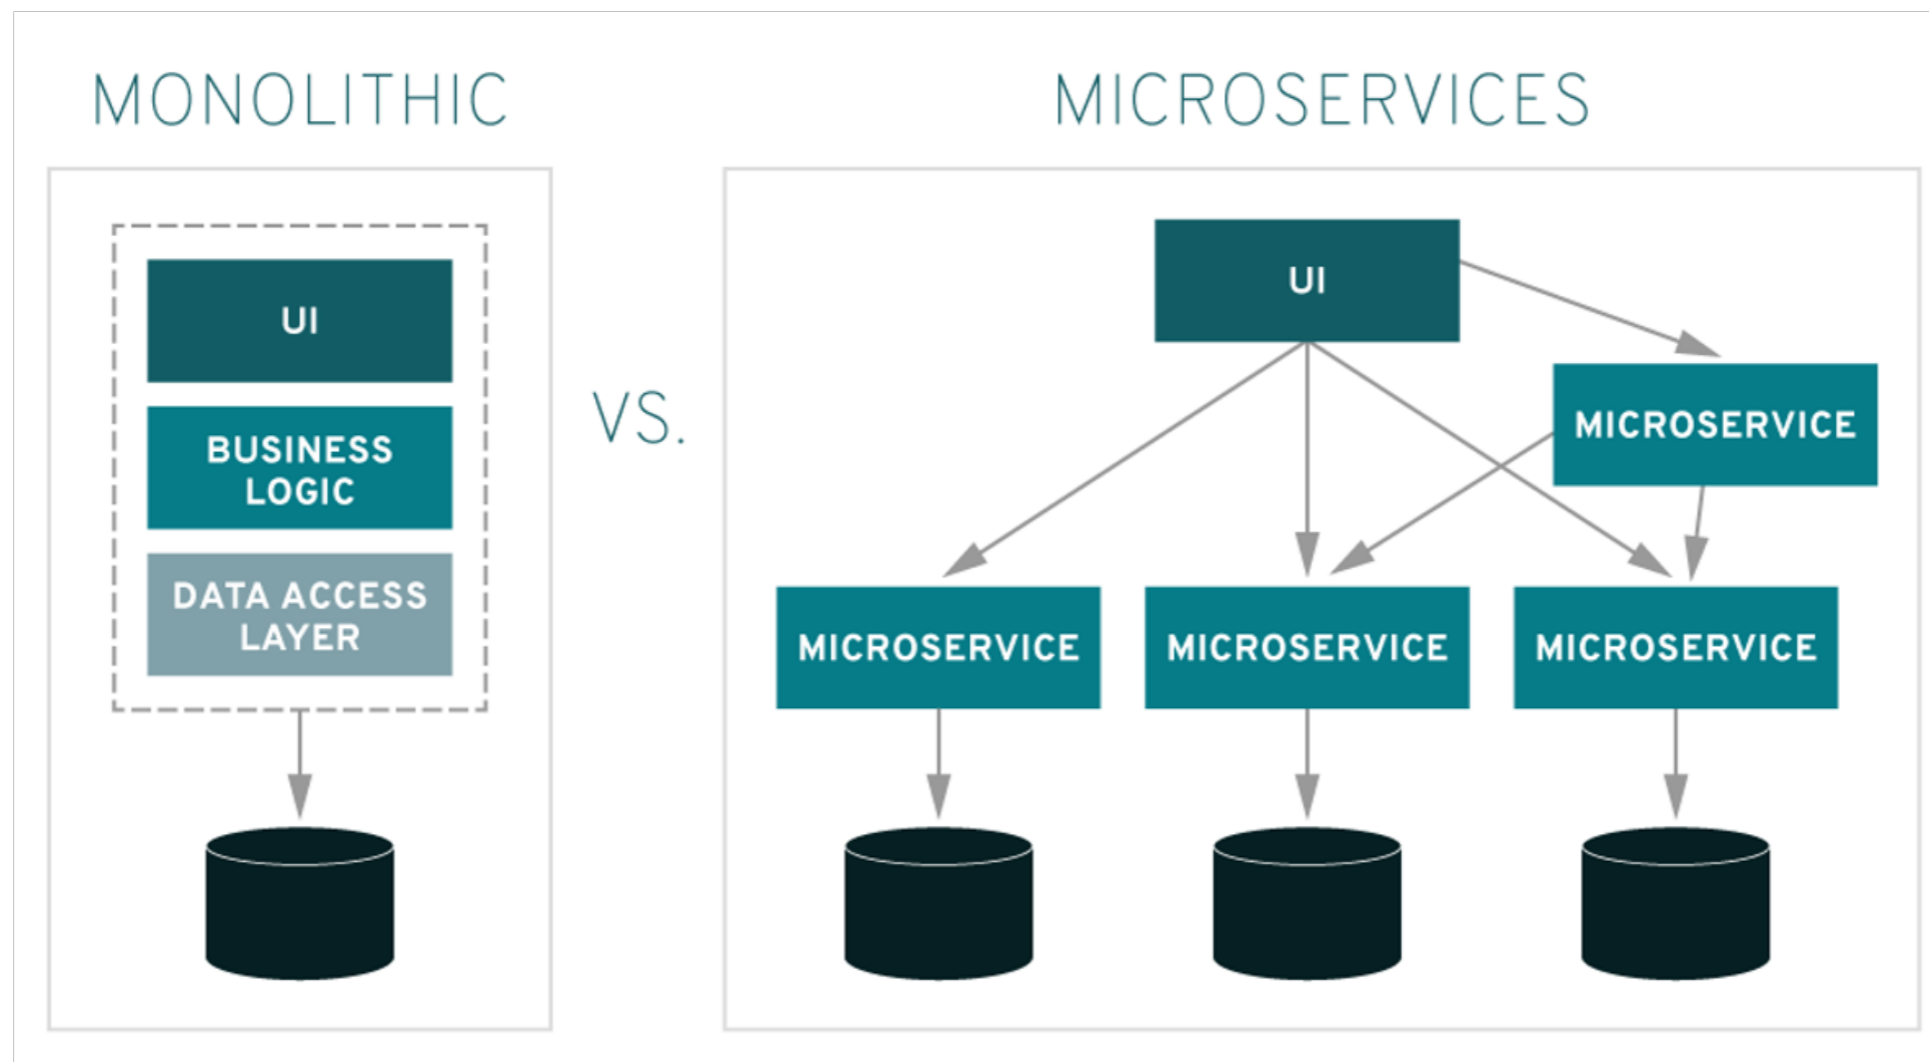 MONOLITHIC
UI
BUSINESS
LOGIC
DATA ACCESS
LAYER
VS.
MICROSERVICES
UI
MICROSERVICE
MICROSERVICE
MICROSERVICE
MICROSERVICE